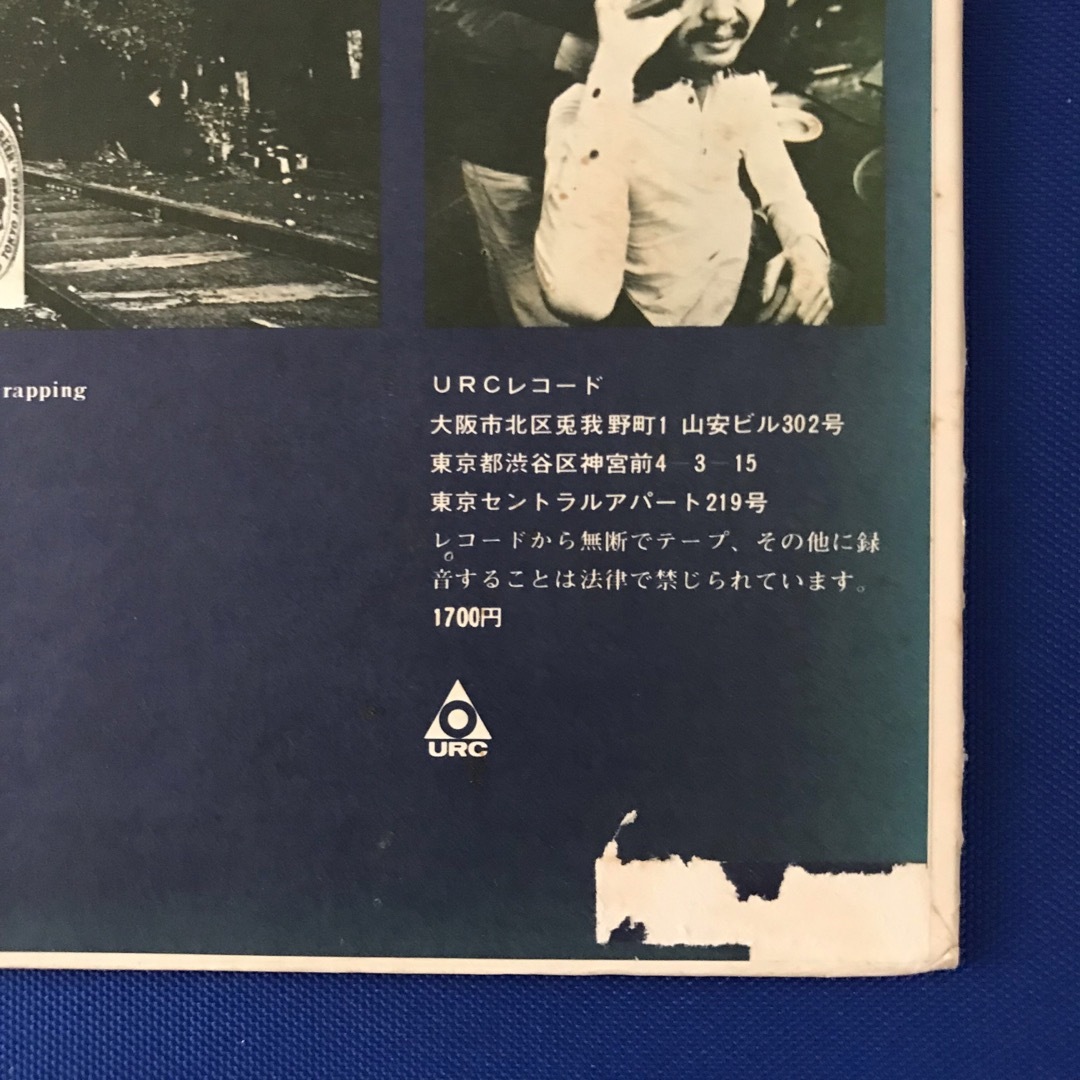 TOKYO JAPAN
rapping
URCレコード
大阪市北区兎我野町1 山安ビル302号
東京都渋谷区神宮前4-3-15
東京セントラルアパート219号
レコードから無断でテープ、その他に録
音することは法律で禁じられています。
1700円
URC